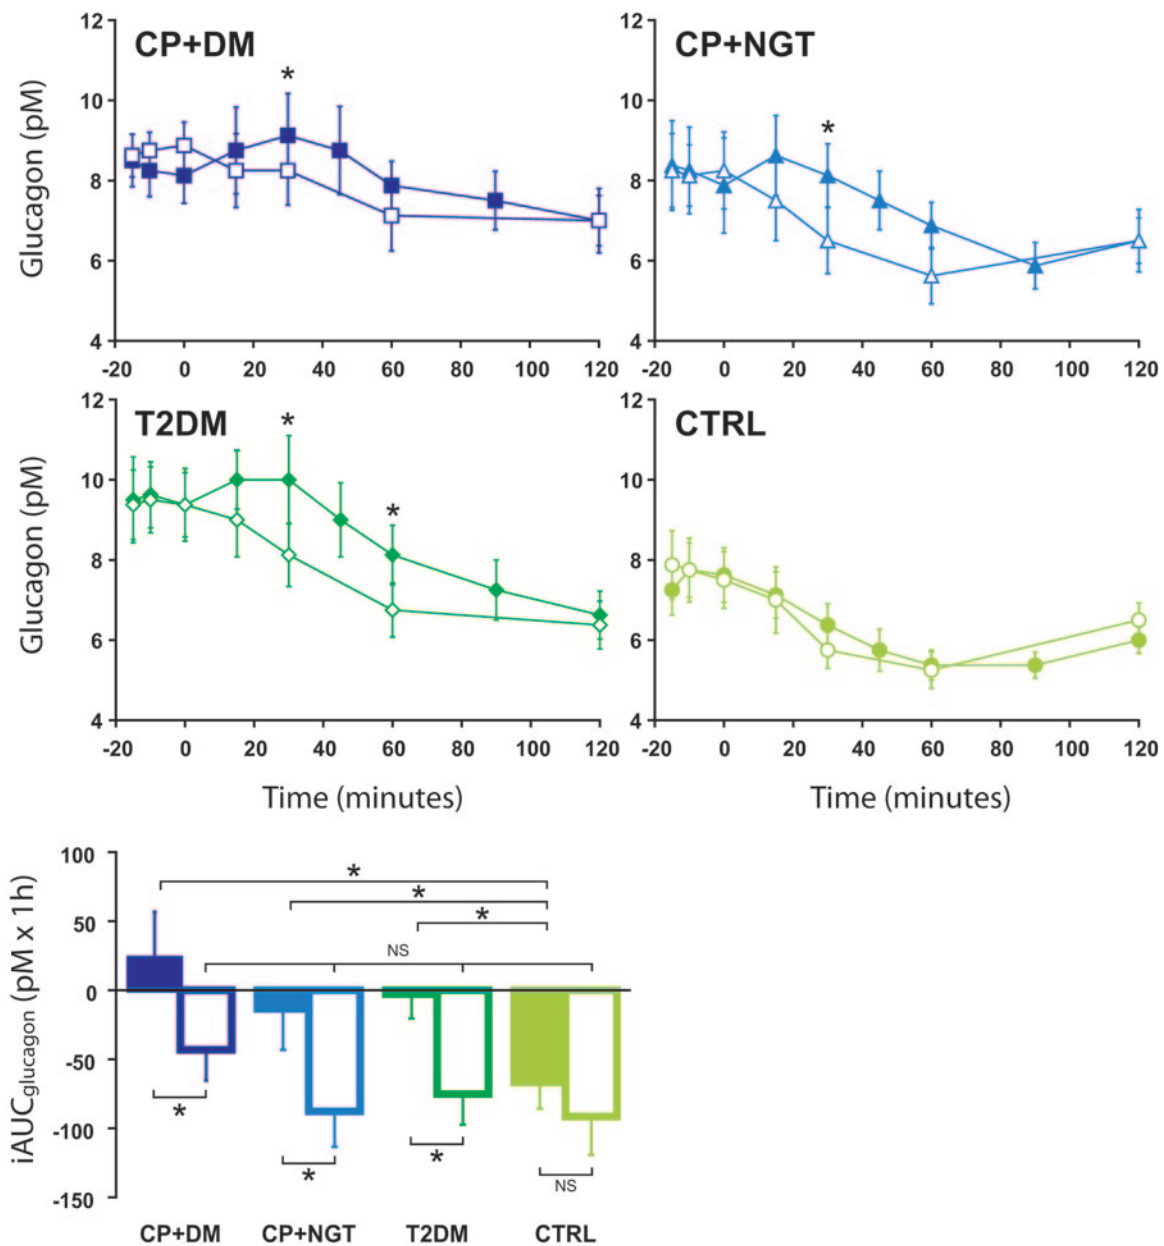 CP+DM
CP+NGT
12
10
8
6
4
Glucagon (pM)
*
-20 0 20 40 60 80 100 120
12
10
8
6
4
*
-20 0 20 40 60 80 100 120
T2DM
CTRL
12
10
8
6
4
Glucagon (pM)
*
*
-20 0 20 40 60 80 100 120
Time (minutes)
12
10
8
6
4
-20 0 20 40 60 80 100 120
Time (minutes)
100
50
0
-50
-100
-150
iAUCglucagon (pM x 1h)
*
*
*
NS
*
*
*
NS
CP+DM CP+NGT T2DM CTRL